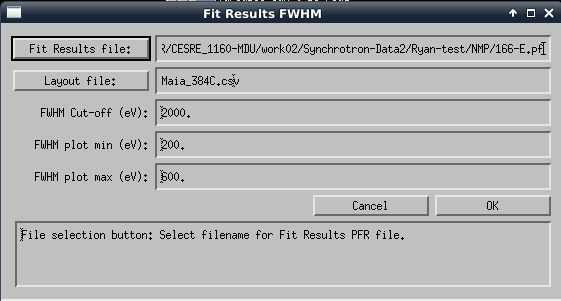 Fit Results FWHM
Fit Results file:
R/CESRE_1160-MDU/work02/Synchrotron-Data2/Ryan-test/NMP/166-E.pf
Layout file:
Maia_384C.csv
FWHM Cut-off (eV):
2000.
FWHM plot min (eV):
200.
FWHM plot max (eV):
600.
Cancel
OK
File selection button: Select filename for Fit Results PFR file.